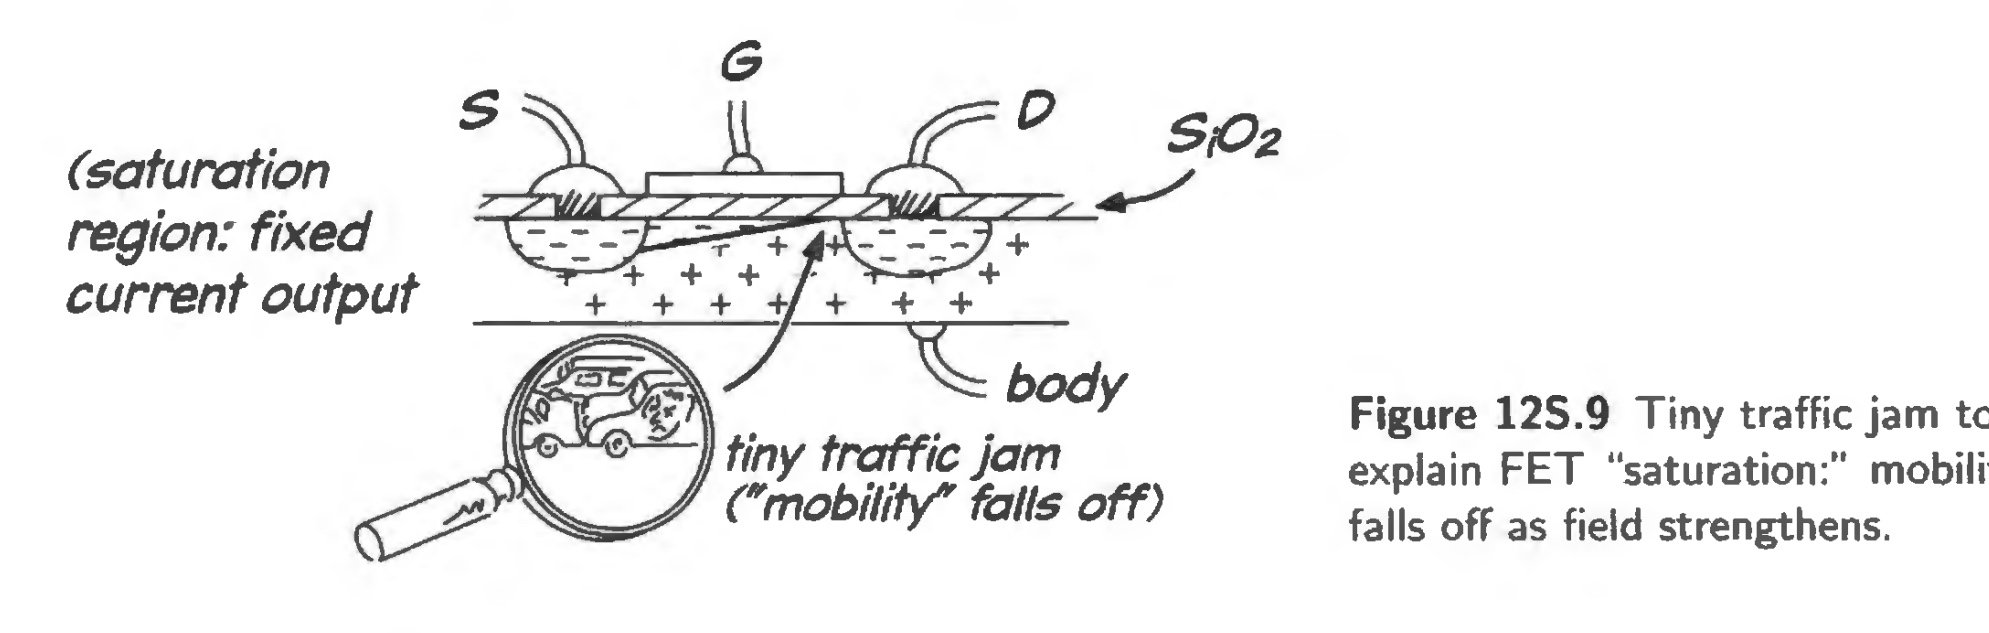 G
S
D
SiO2
(saturation
region: fixed
current output
body
tiny traffic jam
("mobility" falls off)
Figure 12S.9 Tiny traffic jam to
explain FET “saturation:” mobili
falls off as field strengthens.